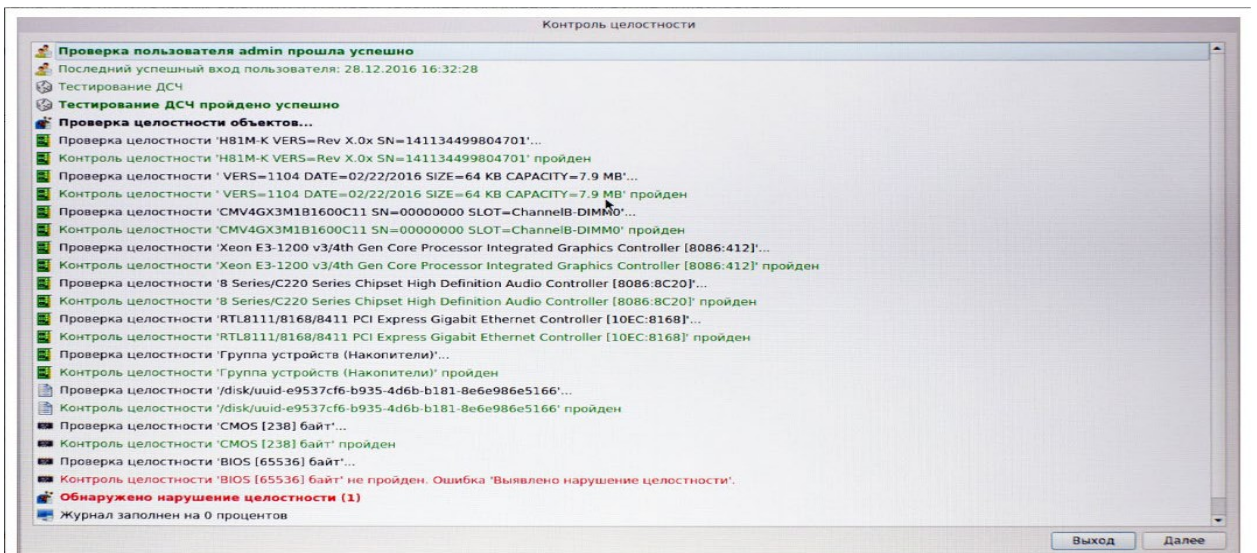 Контроль целостности
Проверка пользователя admin прошла успешно
Последний успешный вход пользователя: 28.12.2016 16:32:28
Тестирование ДСЧ
Тестирование ДСЧ пройдено успешно
Проверка целостности объектов...
Проверка целостности 'H81M-K VERS=Rev X.0x SN=141134499804701'...
Контроль целостности 'H81M-K VERS=Rev X.0x SN=141134499804701' пройден
Проверка целостности ' VERS=1104 DATE=02/22/2016 SIZE=64 KB CAPACITY=7.9 MB'...
Контроль целостности ' VERS=1104 DATE=02/22/2016 SIZE=64 KB CAPACITY=7.9 MB' пройден
Проверка целостности 'CMV4GX3M1B1600C11 SN=00000000 SLOT=ChannelB-DIMM0'...
Контроль целостности 'CMV4GX3M1B1600C11 SN=00000000 SLOT=ChannelB-DIMM0' пройден
Проверка целостности 'Xeon E3-1200 v3/4th Gen Core Processor Integrated Graphics Controller [8086:412]'...
Контроль целостности 'Xeon E3-1200 v3/4th Gen Core Processor Integrated Graphics Controller [8086:412]' пройден
Проверка целостности '8 Series/C220 Series Chipset High Definition Audio Controller [8086:8C20]'...
Контроль целостности '8 Series/C220 Series Chipset High Definition Audio Controller [8086:8C20]' пройден
Проверка целостности 'RTL8111/8168/8411 PCI Express Gigabit Ethernet Controller [10EC:8168]'...
Контроль целостности 'RTL8111/8168/8411 PCI Express Gigabit Ethernet Controller [10EC:8168]' пройден
Проверка целостности 'Группа устройств (Накопители)'...
Контроль целостности 'Группа устройств (Накопители)' пройден
Проверка целостности '/disk/uuid-e9537cf6-b935-4d6b-b181-8e6e986e5166'...
Контроль целостности '/disk/uuid-e9537cf6-b935-4d6b-b181-8e6e986e5166' пройден
Проверка целостности 'CMOS [238] байт'...
Контроль целостности 'CMOS [238] байт' пройден
Проверка целостности 'BIOS [65536] байт'...
Контроль целостности 'BIOS [65536] байт' не пройден. Ошибка 'Выявлено нарушение целостности'.
Обнаружено нарушение целостности (1)
Журнал заполнен на 0 процентов
Выход Далее